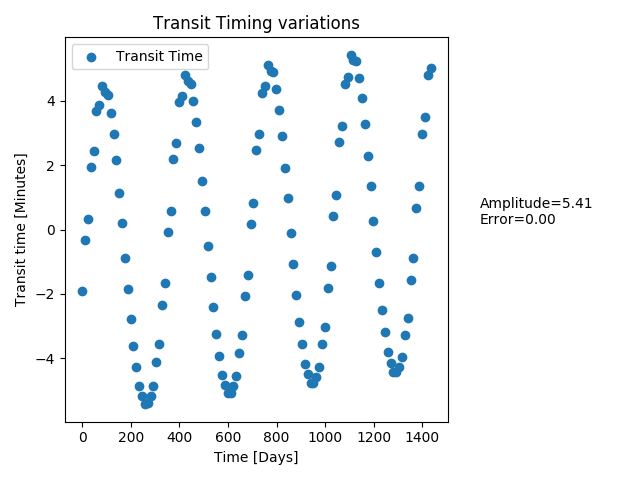 Transit Timing variations
Transit Time
Transit time [Minutes]
4
2
0
−2
−4
0 200 400 600 800 1000 1200 1400
Time [Days]
Amplitude=5.41
Error=0.00